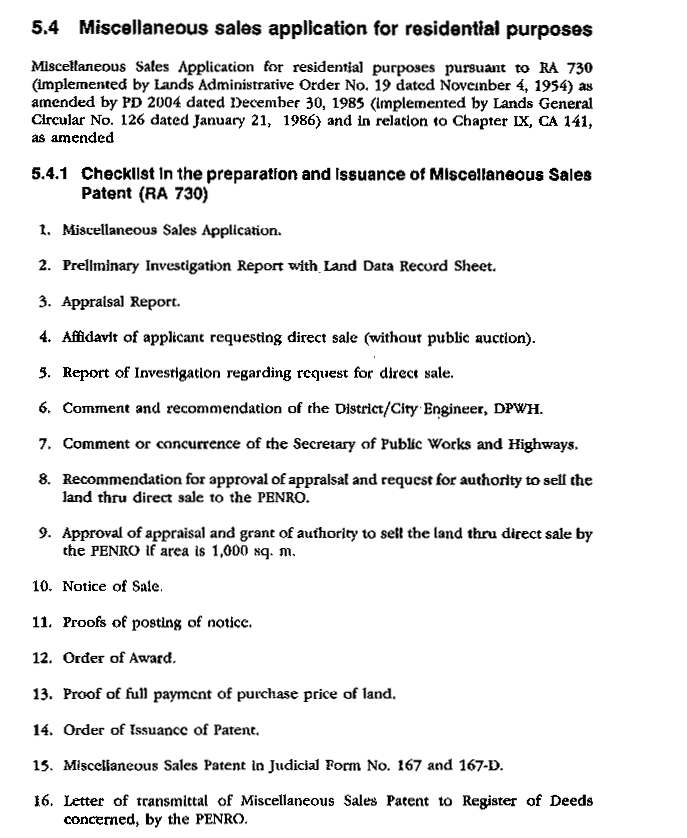 5.4 Miscellaneous sales application for residential purposes
Miscellaneous Sales Application for residential purposes pursuant to RA 730
(implemented by Lands Administrative Order No. 19 dated November 4, 1954) as
amended by PD 2004 dated December 30, 1985 (implemented by Lands General
Circular No. 126 dated January 21, 1986) and in relation to Chapter IX, CA 141,
as amended
5.4.1 Checklist in the preparation and issuance of Miscellaneous Sales
Patent (RA 730)
1. Miscellaneous Sales Application.
2. Preliminary Investigation Report with Land Data Record Sheet.
3. Appraisal Report.
4. Affidavit of applicant requesting direct sale (without public auction).
5. Report of Investigation regarding request for direct sale.
6. Comment and recommendation of the District/City Engineer, DPWH.
7. Comment or concurrence of the Secretary of Public Works and Highways.
8. Recommendation for approval of appraisal and request for authority to sell the
land thru direct sale to the PENRO.
9. Approval of appraisal and grant of authority to sell the land thru direct sale by
the PENRO if area is 1,000 sq. m.
10. Notice of Sale.
11. Proofs of posting of notice.
12. Order of Award.
13. Proof of full payment of purchase price of land.
14. Order of Issuance of Patent.
15. Miscellaneous Sales Patent in Judicial Form No. 167 and 167-D.
16. Letter of transmittal of Miscellaneous Sales Patent to Register of Deeds
concerned, by the PENRO.